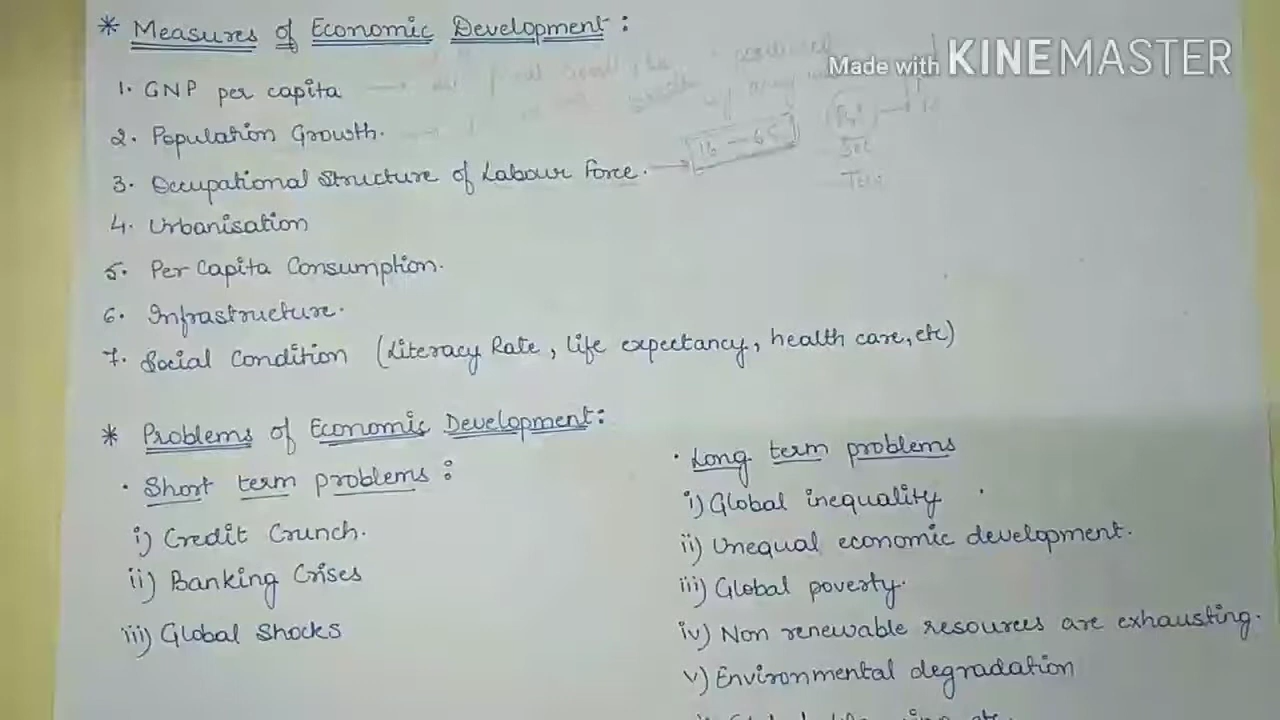 * Measures of Economic Development :
Made with KINEMASTER
1. GNP per capita
2. Population Growth.
3. Occupational Structure of Labour Force. → 16 - 65
4. Urbanisation
5. Per Capita Consumption.
6. Infrastructure.
7. Social Condition (Literacy Rate, life expectancy, health care, etc)
* Problems of Economic Development:
· Short term problems :
i) Credit Crunch.
ii) Banking Crises
iii) Global Shocks
· Long term problems
i) Global inequality
ii) Unequal economic development.
iii) Global poverty.
iv) Non renewable resources are exhausting.
v) Environmental degradation